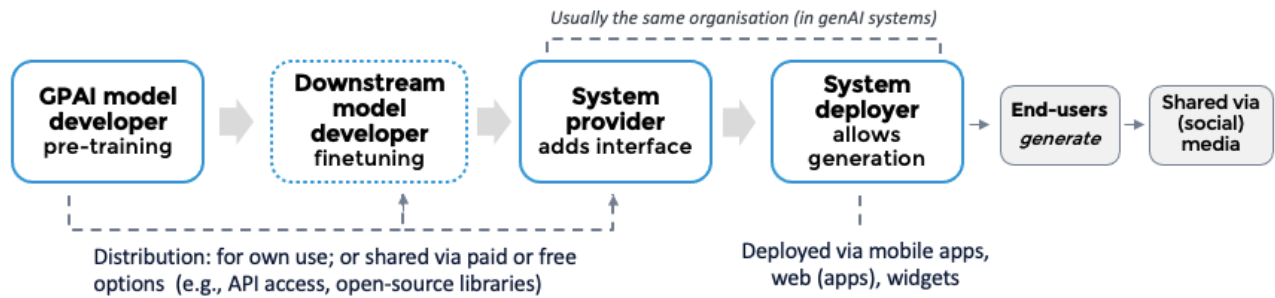 Usually the same organisation (in genAI systems)
GPAI model
developer
pre-training
Downstream
model
developer
finetuning
System
provider
adds interface
System
deployer
allows
generation
End-users
generate
Shared via
(social)
media
Distribution: for own use; or shared via paid or free
options (e.g., API access, open-source libraries)
Deployed via mobile apps,
web (apps), widgets